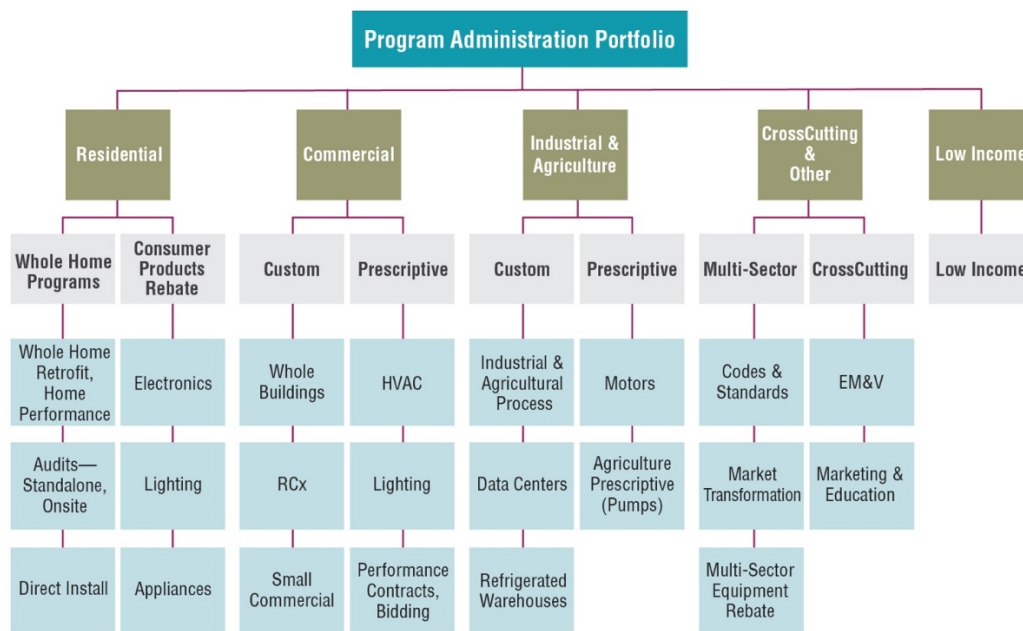 Program Administration Portfolio
Residential
Commercial
Industrial &
Agriculture
CrossCutting
&
Other
Low Income
Whole Home
Programs
Consumer
Products
Rebate
Custom
Prescriptive
Custom
Prescriptive
Multi-Sector
CrossCutting
Low Income
Whole Home
Retrofit,
Home
Performance
Electronics
Whole
Buildings
HVAC
Industrial &
Agricultural
Process
Motors
Codes &
Standards
EM&V
Audits—
Standalone,
Onsite
Lighting
RCx
Lighting
Data Centers
Agriculture
Prescriptive
(Pumps)
Market
Transformation
Marketing &
Education
Direct Install
Appliances
Small
Commercial
Performance
Contracts,
Bidding
Refrigerated
Warehouses
Multi-Sector
Equipment
Rebate